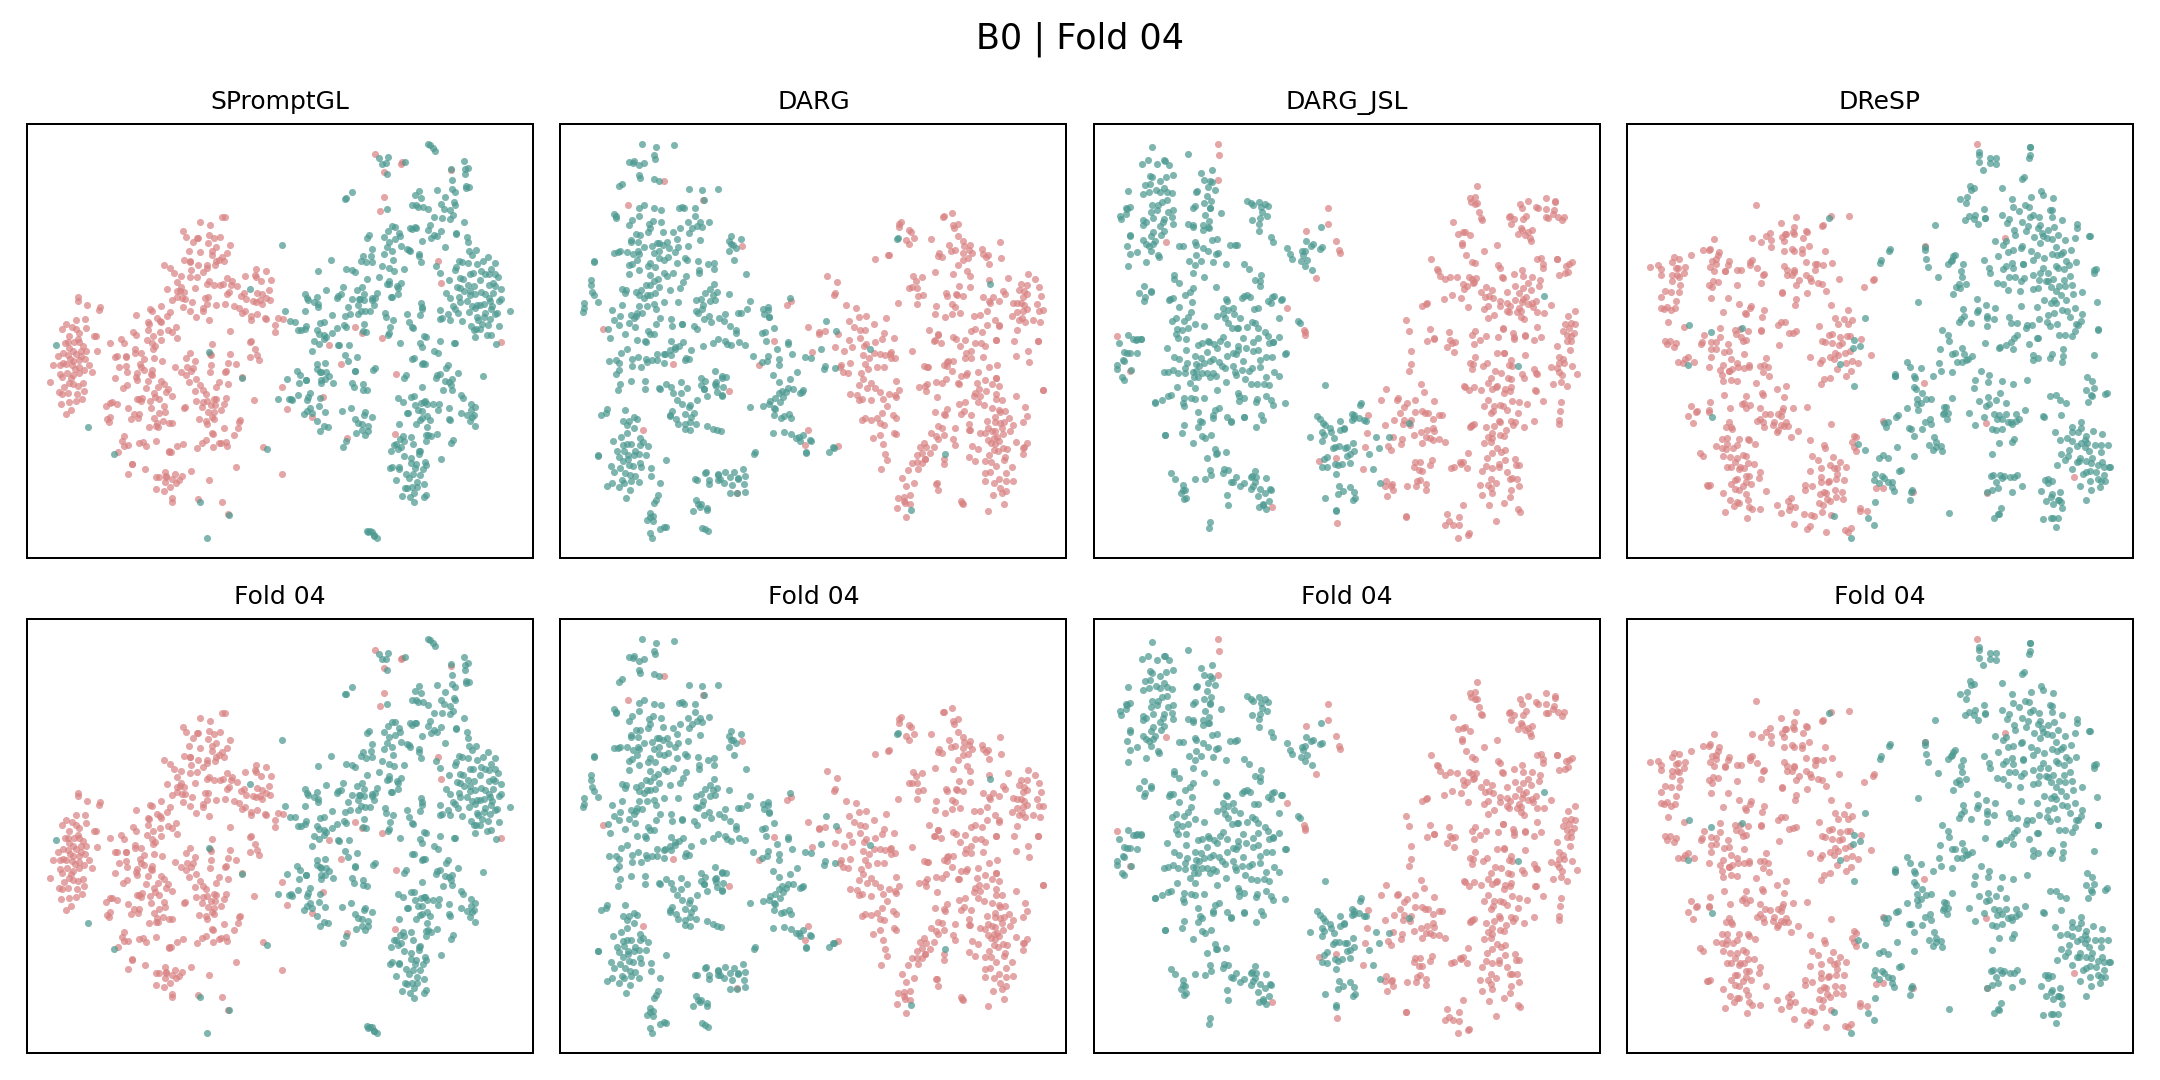 B0 | Fold 04
SPromptGL
DARG
DARG_JSL
DReSP
Fold 04
Fold 04
Fold 04
Fold 04